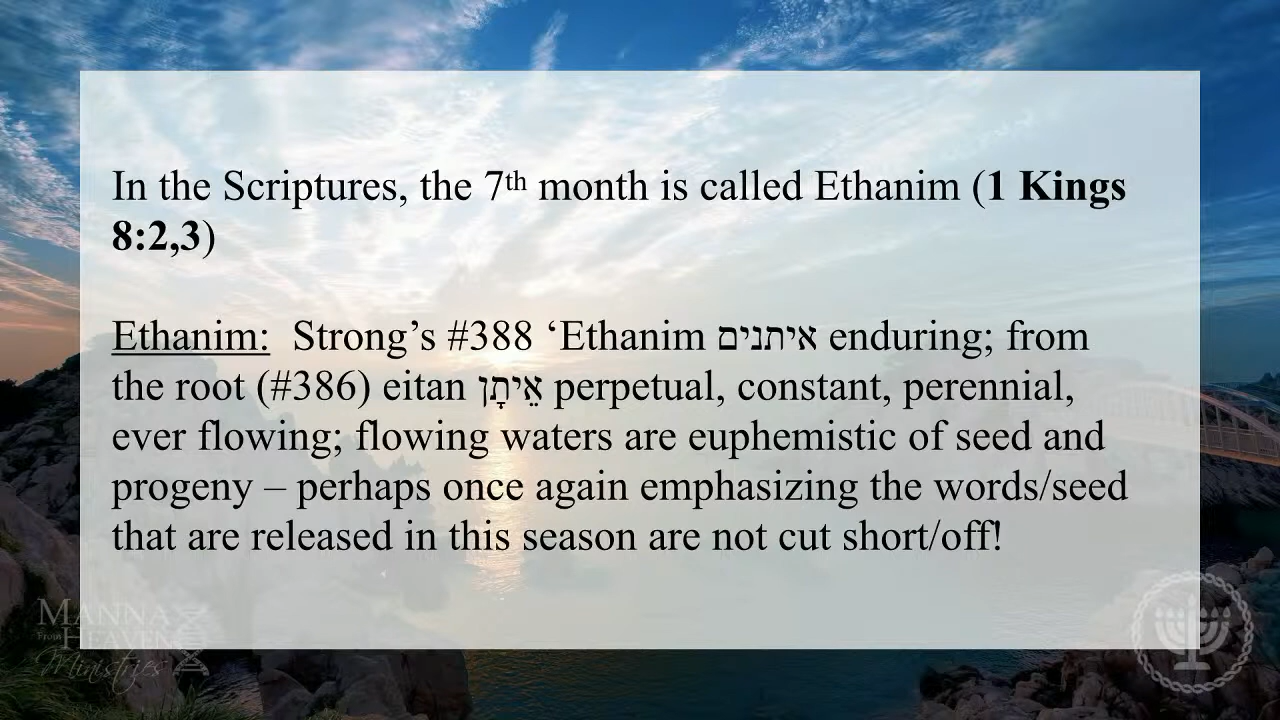 In the Scriptures, the 7th month is called Ethanim (1 Kings
8:2,3)
Ethanim:  Strong’s #388 ‘Ethanim איתנים enduring; from
the root (#386) eitan אֵיתָן perpetual, constant, perennial,
ever flowing; flowing waters are euphemistic of seed and
progeny – perhaps once again emphasizing the words/seed
that are released in this season are not cut short/off!
MANNA
From HEAVEN
Ministries